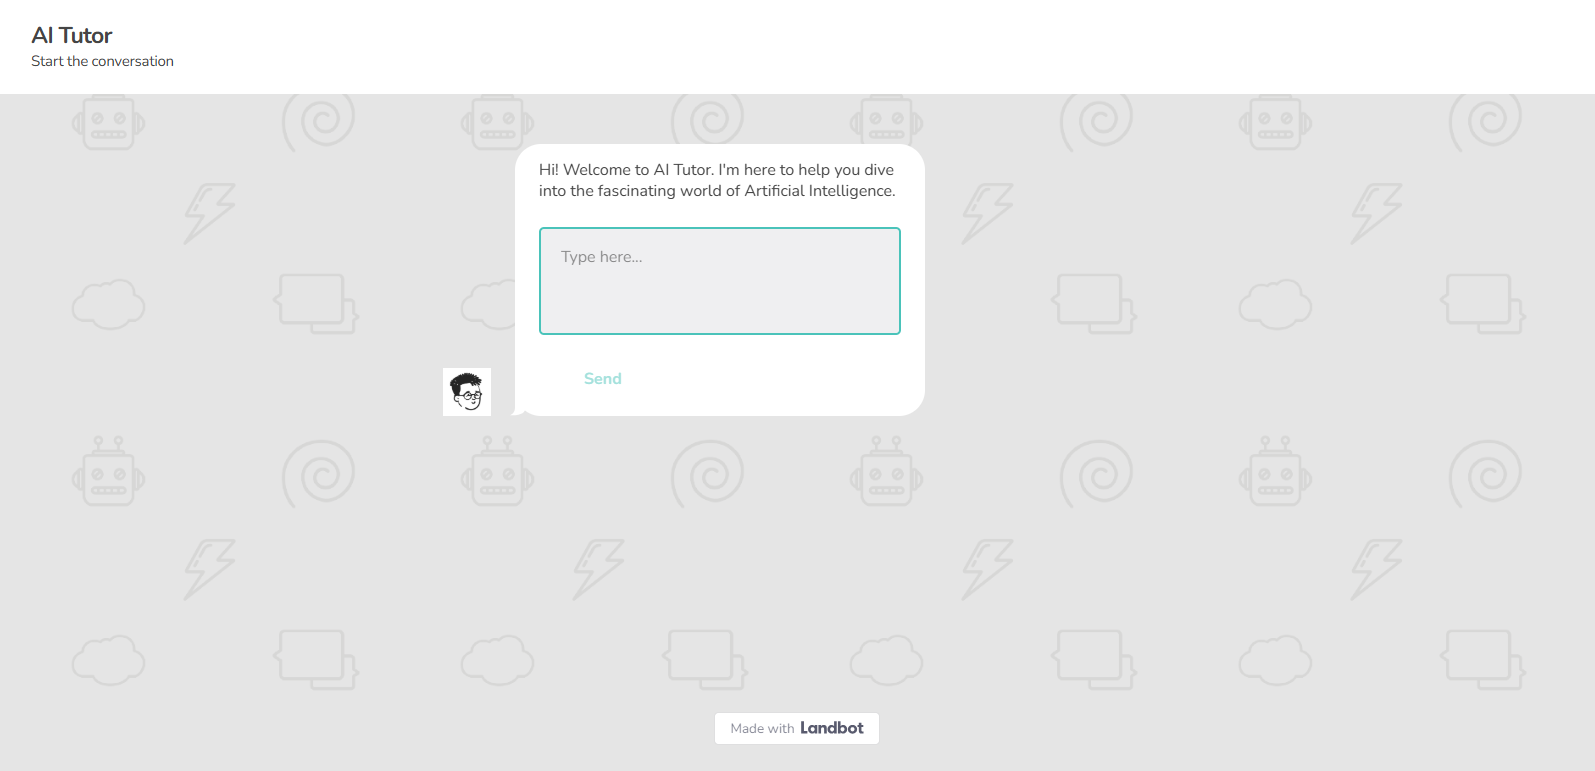 AI Tutor
Start the conversation
Hi! Welcome to AI Tutor. I'm here to help you dive
into the fascinating world of Artificial Intelligence.
Type here...
Send
Made with Landbot